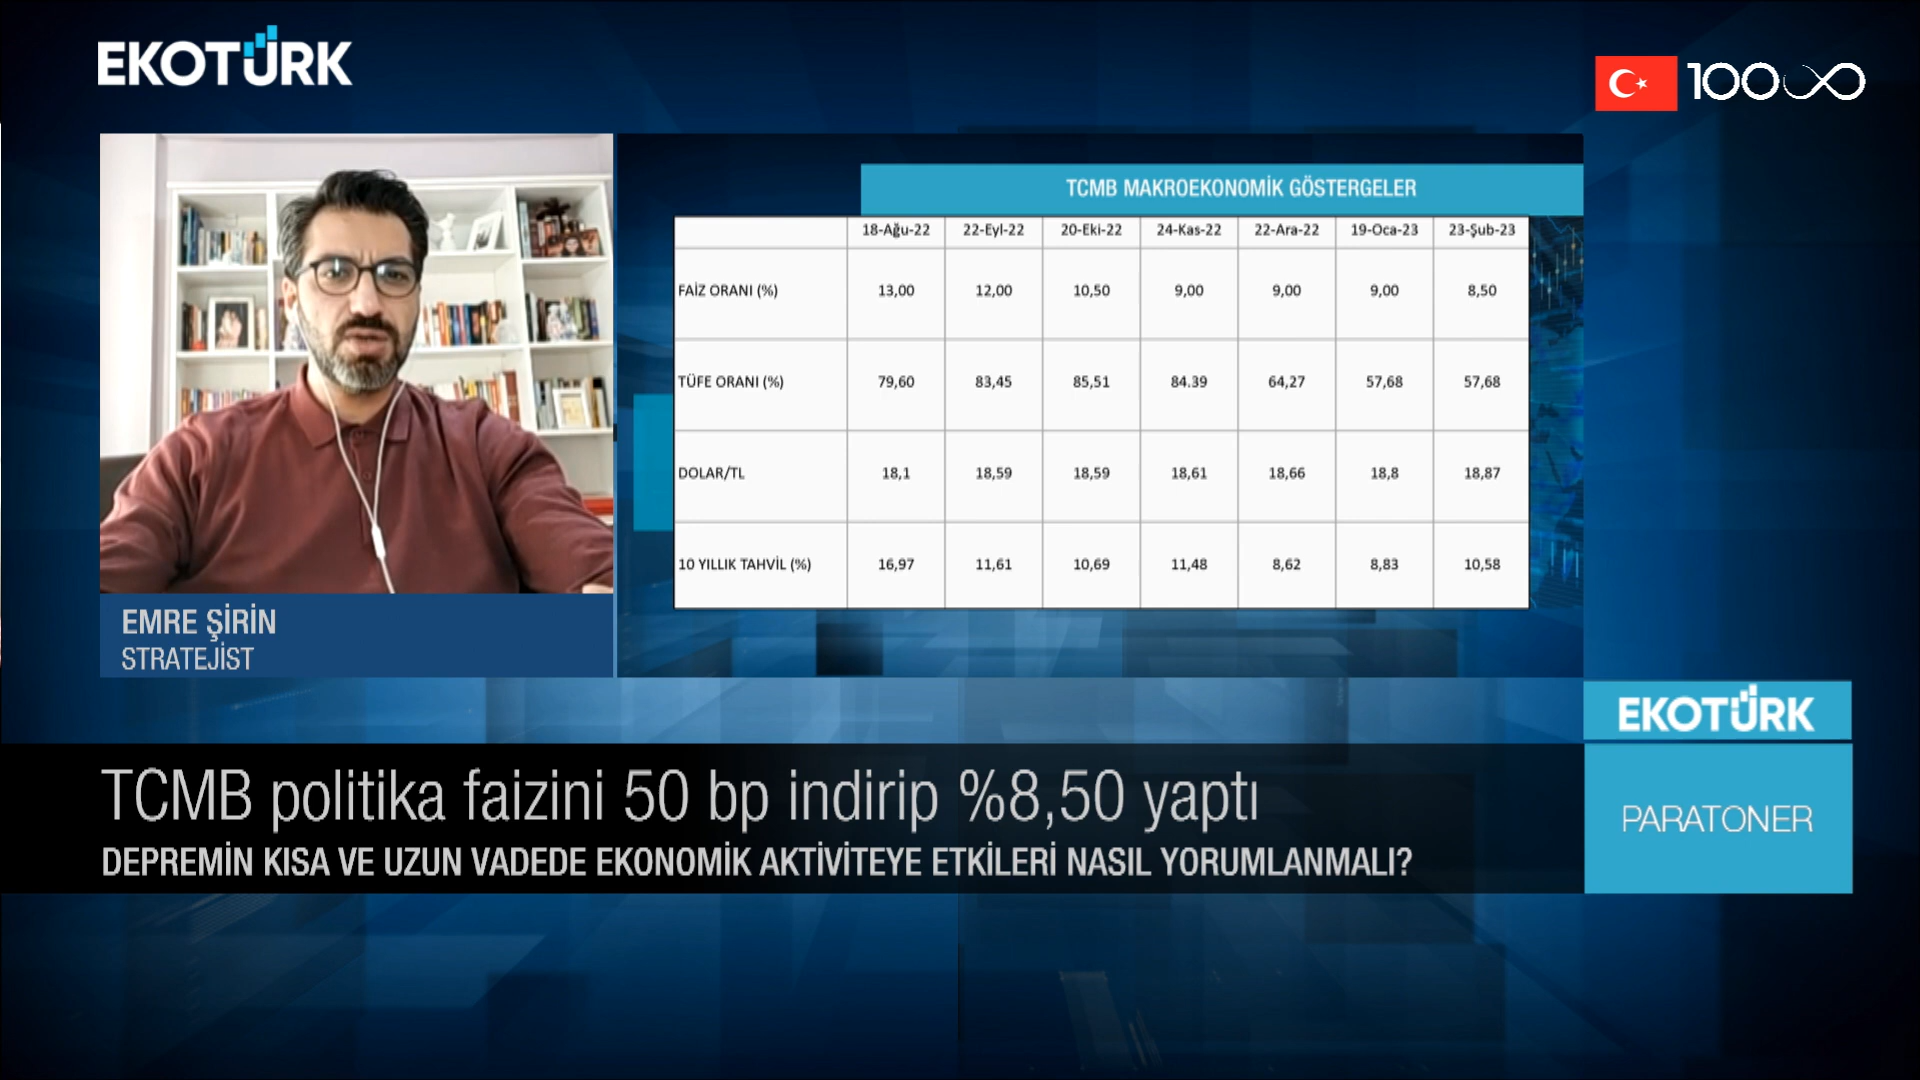 EKOTÜRK
100
TCMB MAKROEKONOMİK GÖSTERGELER
18-Ağu-22 22-Eyl-22 20-Eki-22 24-Kas-22 22-Ara-22 19-Oca-23 23-Şub-23
FAİZ ORANI (%) 13,00 12,00 10,50 9,00 9,00 9,00 8,50
TÜFE ORANI (%) 79,60 83,45 85,51 84.39 64,27 57,68 57,68
DOLAR/TL 18,1 18,59 18,59 18,61 18,66 18,8 18,87
10 YILLIK TAHVİL (%) 16,97 11,61 10,69 11,48 8,62 8,83 10,58
EMRE ŞİRİN
STRATEJİST
EKOTÜRK
TCMB politika faizini 50 bp indirip %8,50 yaptı
DEPREMİN KISA VE UZUN VADEDE EKONOMİK AKTİVİTEYE ETKİLERİ NASIL YORUMLANMALI?
PARATONER